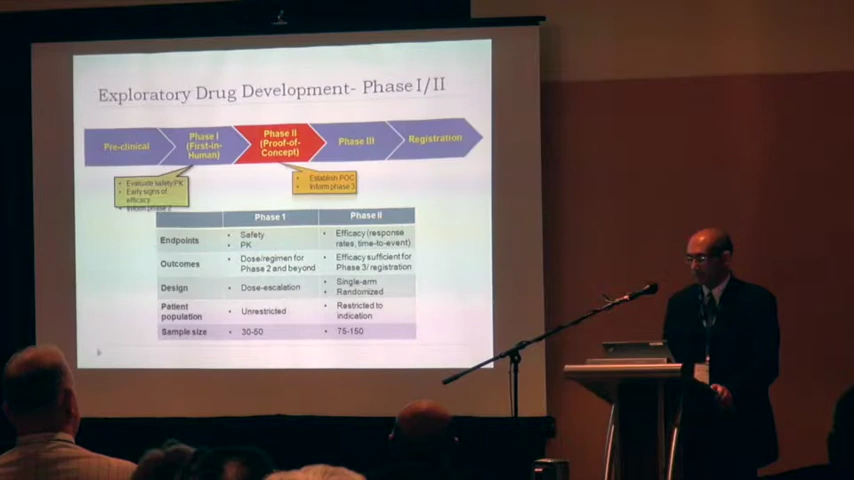 Exploratory Drug Development- Phase I/II
Pre-clinical
Phase I
(First-in-
Human)
Phase II
(Proof-of-
Concept)
Phase III
Registration
• Evaluate safety/PK
• Early signs of
efficacy
• Inform phase 2
• Establish POC
• Inform phase 3
Phase 1
Phase II
Endpoints
• Safety
• PK
• Efficacy (response
rates, time-to-event)
Outcomes
• Dose/regimen for
Phase 2 and beyond
• Efficacy sufficient for
Phase 3/ registration
Design
• Dose-escalation
• Single-arm
• Randomized
Patient
population
• Unrestricted
• Restricted to
indication
Sample size
• 30-50
• 75-150